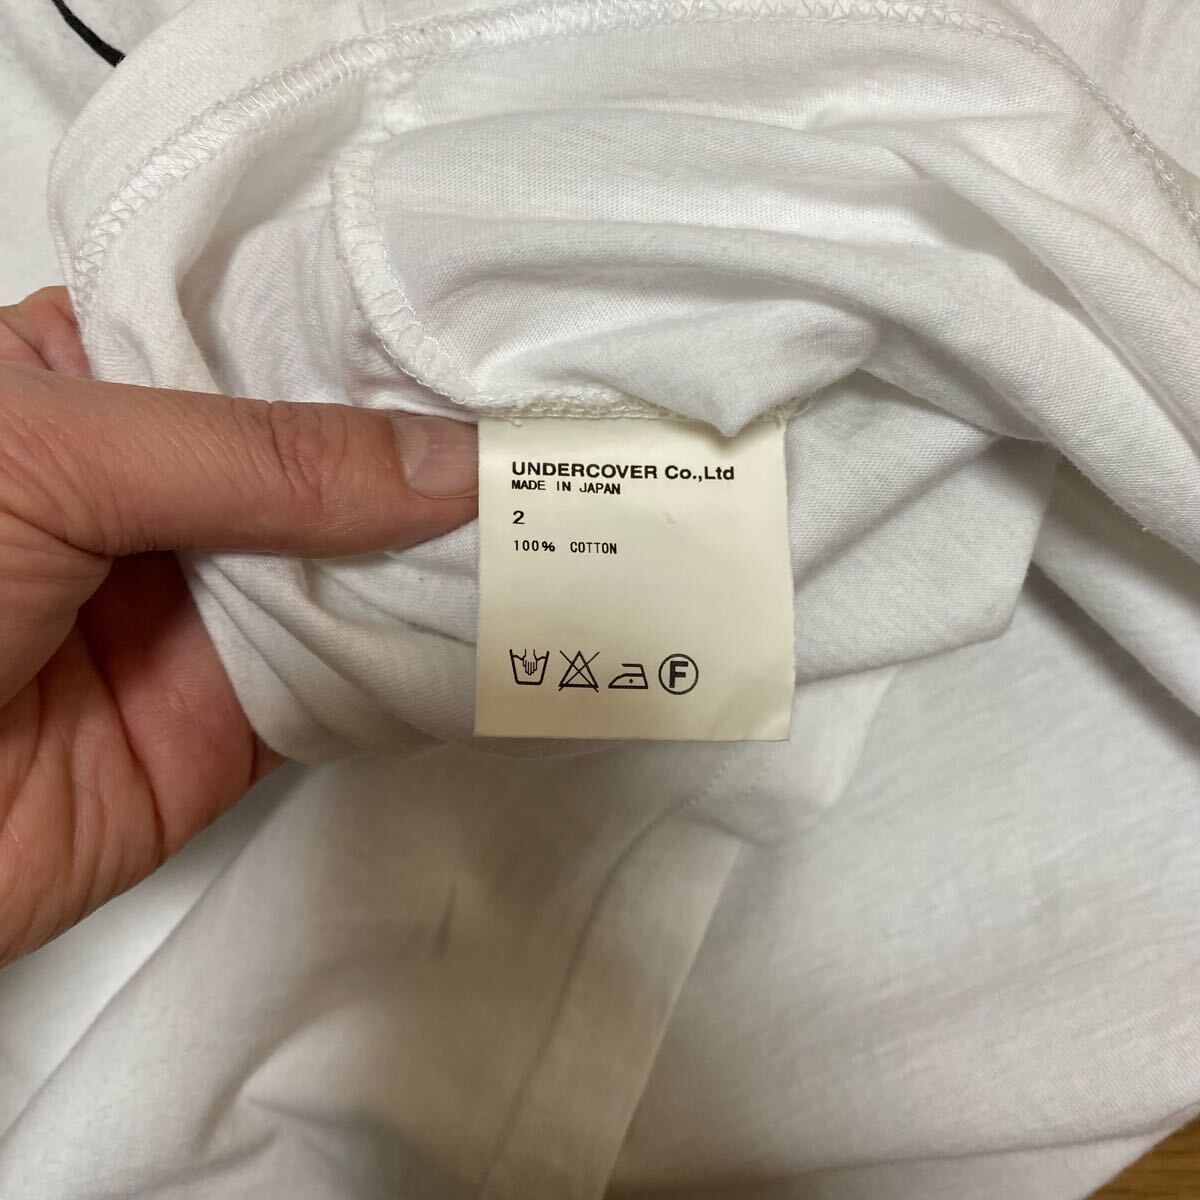 UNDERCOVER Co.,Ltd
MADE IN JAPAN
2
100% COTTON
F